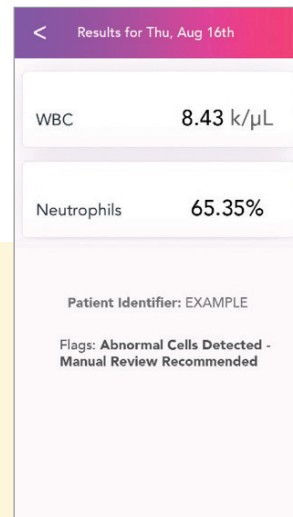 < Results for Thu, Aug 16th
WBC 8.43 k/μL
Neutrophils 65.35%
Patient Identifier: EXAMPLE
Flags: Abnormal Cells Detected -
Manual Review Recommended